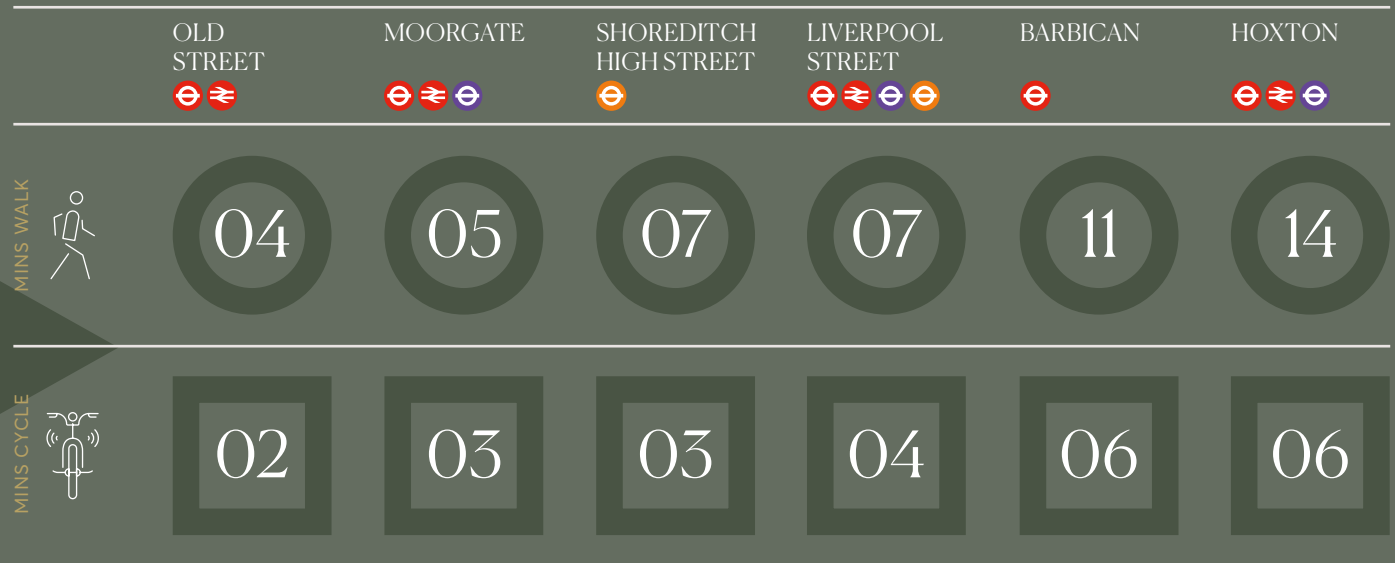 OLD
STREET
MOORGATE
SHOREDITCH
HIGH STREET
LIVERPOOL
STREET
BARBICAN
HOXTON
MINS WALK
04
05
07
07
11
14
MINS CYCLE
02
03
03
04
06
06